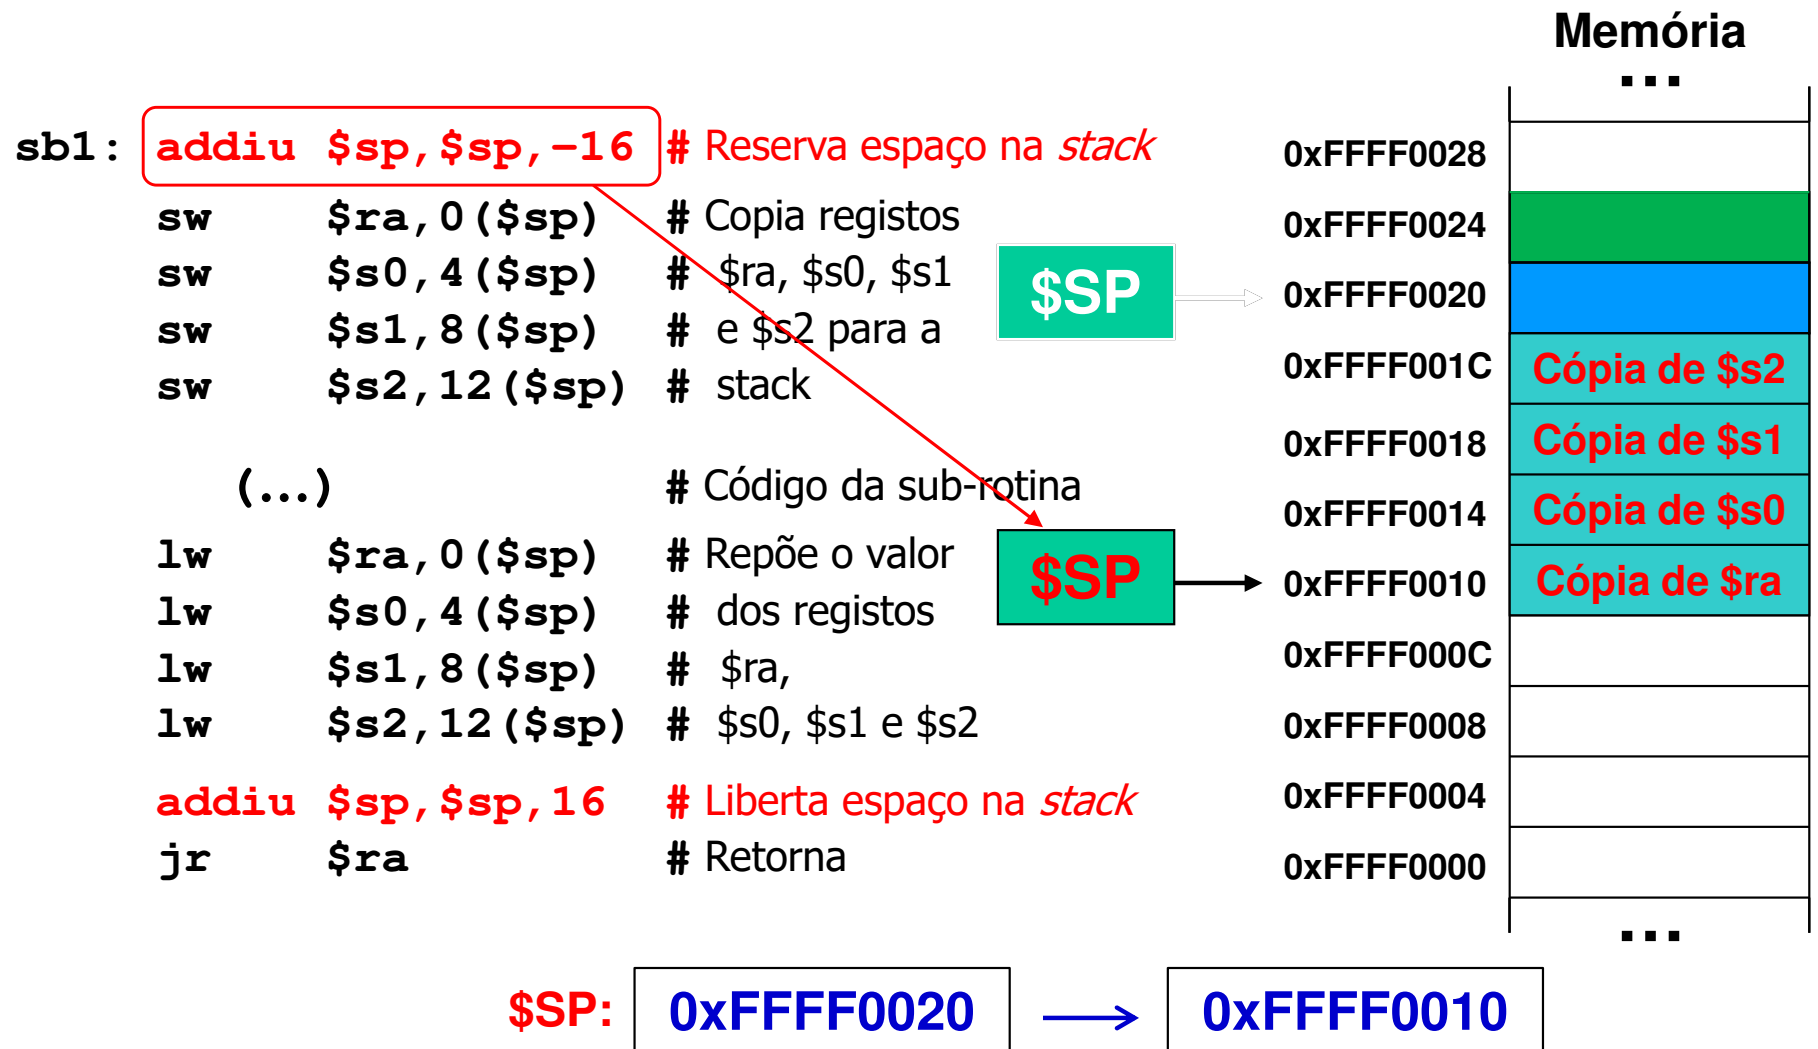 Memória
...
sb1: addiu $sp,$sp,-16 # Reserva espaço na stack
0xFFFF0028
sw $ra,0($sp) # Copia registos
0xFFFF0024
sw $s0,4($sp) # $ra, $s0, $s1
$SP
0xFFFF0020
sw $s1,8($sp) # e $s2 para a
0xFFFF001C Cópia de $s2
sw $s2,12($sp) # stack
0xFFFF0018 Cópia de $s1
(...) # Código da sub-rotina
0xFFFF0014 Cópia de $s0
lw $ra,0($sp) # Repõe o valor
$SP
0xFFFF0010 Cópia de $ra
lw $s0,4($sp) # dos registos
0xFFFF000C
lw $s1,8($sp) # $ra,
0xFFFF0008
lw $s2,12($sp) # $s0, $s1 e $s2
addiu $sp,$sp,16 # Liberta espaço na stack
0xFFFF0004
jr $ra # Retorna
0xFFFF0000
...
$SP: 0xFFFF0020 → 0xFFFF0010